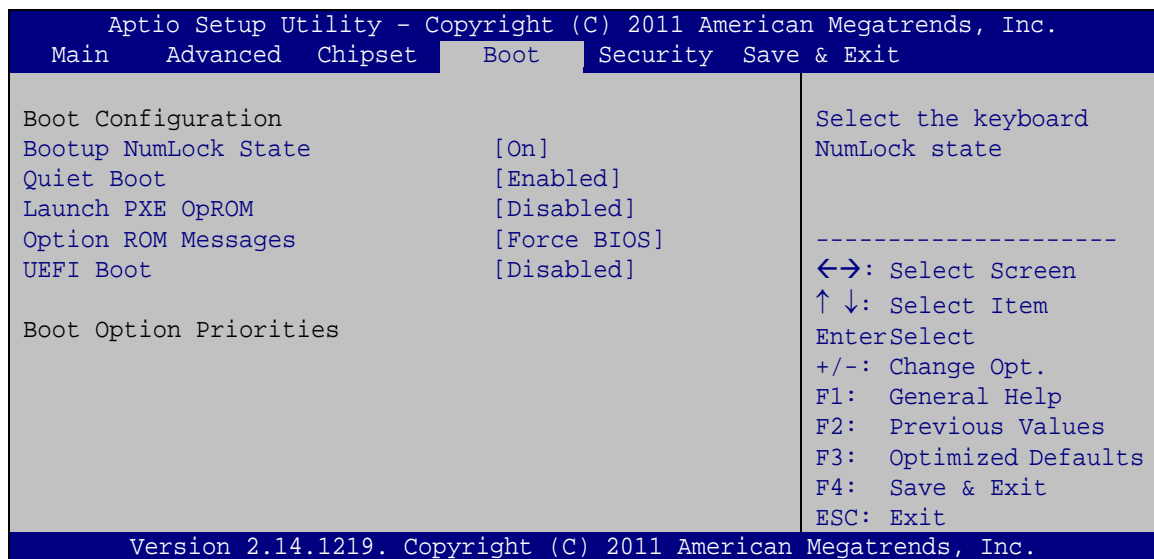 Aptio Setup Utility – Copyright (C) 2011 American Megatrends, Inc.
Main Advanced Chipset Boot Security Save & Exit
Boot Configuration
Bootup NumLock State [On]
Quiet Boot [Enabled]
Launch PXE OpROM [Disabled]
Option ROM Messages [Force BIOS]
UEFI Boot [Disabled]
Boot Option Priorities
Select the keyboard
NumLock state
---------------------
←→: Select Screen
↑ ↓: Select Item
EnterSelect
+/-: Change Opt.
F1: General Help
F2: Previous Values
F3: Optimized Defaults
F4: Save & Exit
ESC: Exit
Version 2.14.1219. Copyright (C) 2011 American Megatrends, Inc.